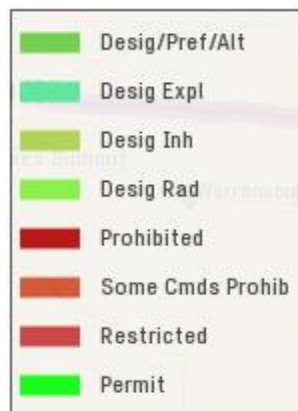 Desig/Pref/Alt
Desig Expl
Desig Inh
Desig Rad
Prohibited
Some Cmds Prohib
Restricted
Permit